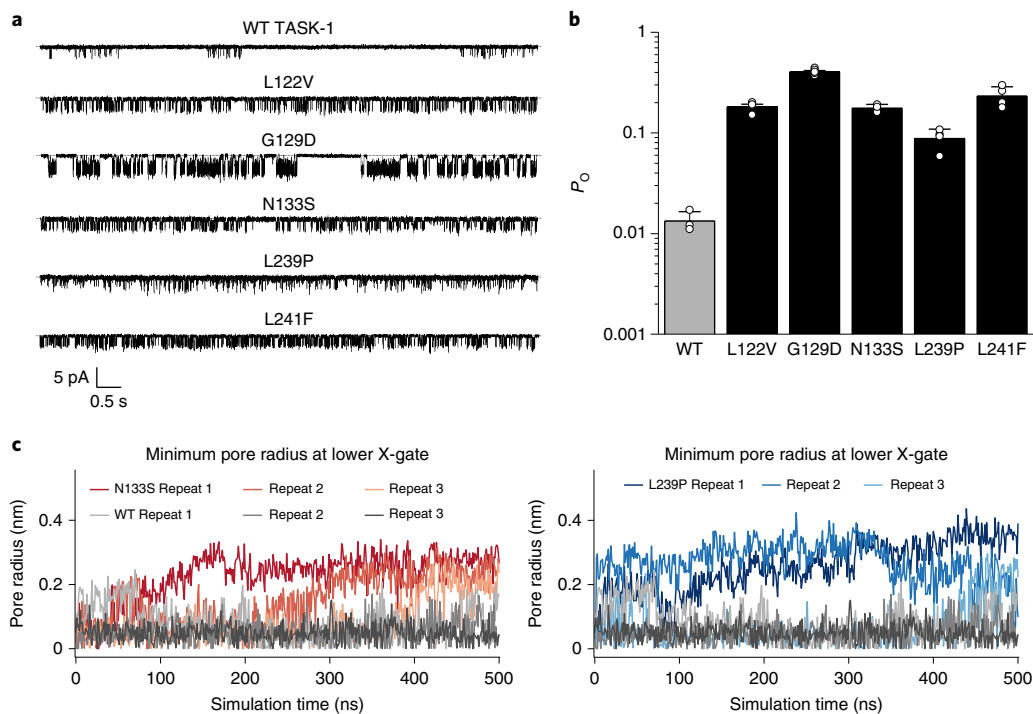 a
WT TASK-1
L122V
G129D
N133S
L239P
L241F
5 pA
0.5 s
b
1
0.1
0.01
0.001
P_O
WT L122V G129D N133S L239P L241F
c
Minimum pore radius at lower X-gate
N133S Repeat 1 Repeat 2 Repeat 3
WT Repeat 1 Repeat 2 Repeat 3
Pore radius (nm)
0.4
0.2
0
0 100 200 300 400 500
Simulation time (ns)
Minimum pore radius at lower X-gate
L239P Repeat 1 Repeat 2 Repeat 3
Pore radius (nm)
0.4
0.2
0
0 100 200 300 400 500
Simulation time (ns)